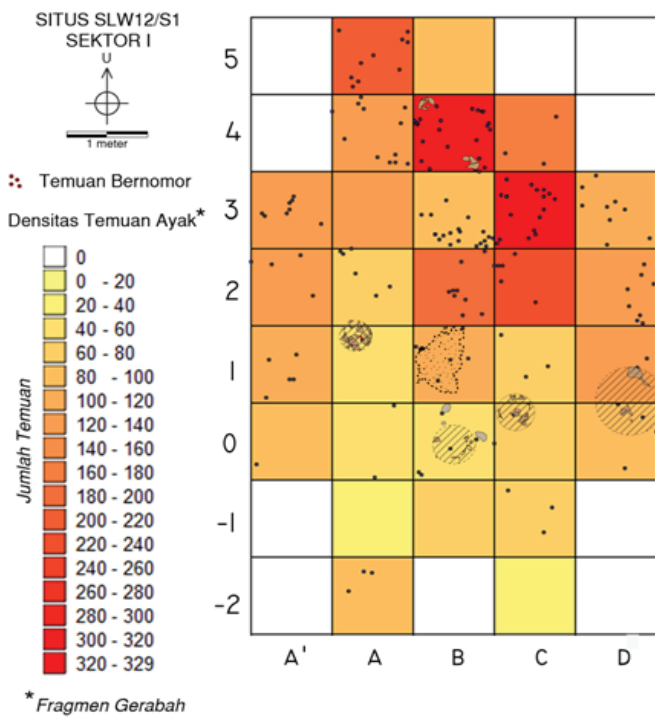 SITUS SLW12/S1
SEKTOR I
U
1 meter
Temuan Bernomor
Densitas Temuan Ayak*
Jumlah Temuan
0
0 - 20
20 - 40
40 - 60
60 - 80
80 - 100
100 - 120
120 - 140
140 - 160
160 - 180
180 - 200
200 - 220
220 - 240
240 - 260
260 - 280
280 - 300
300 - 320
320 - 329
* Fragmen Gerabah
5
4
3
2
1
0
-1
-2
A' A B C D